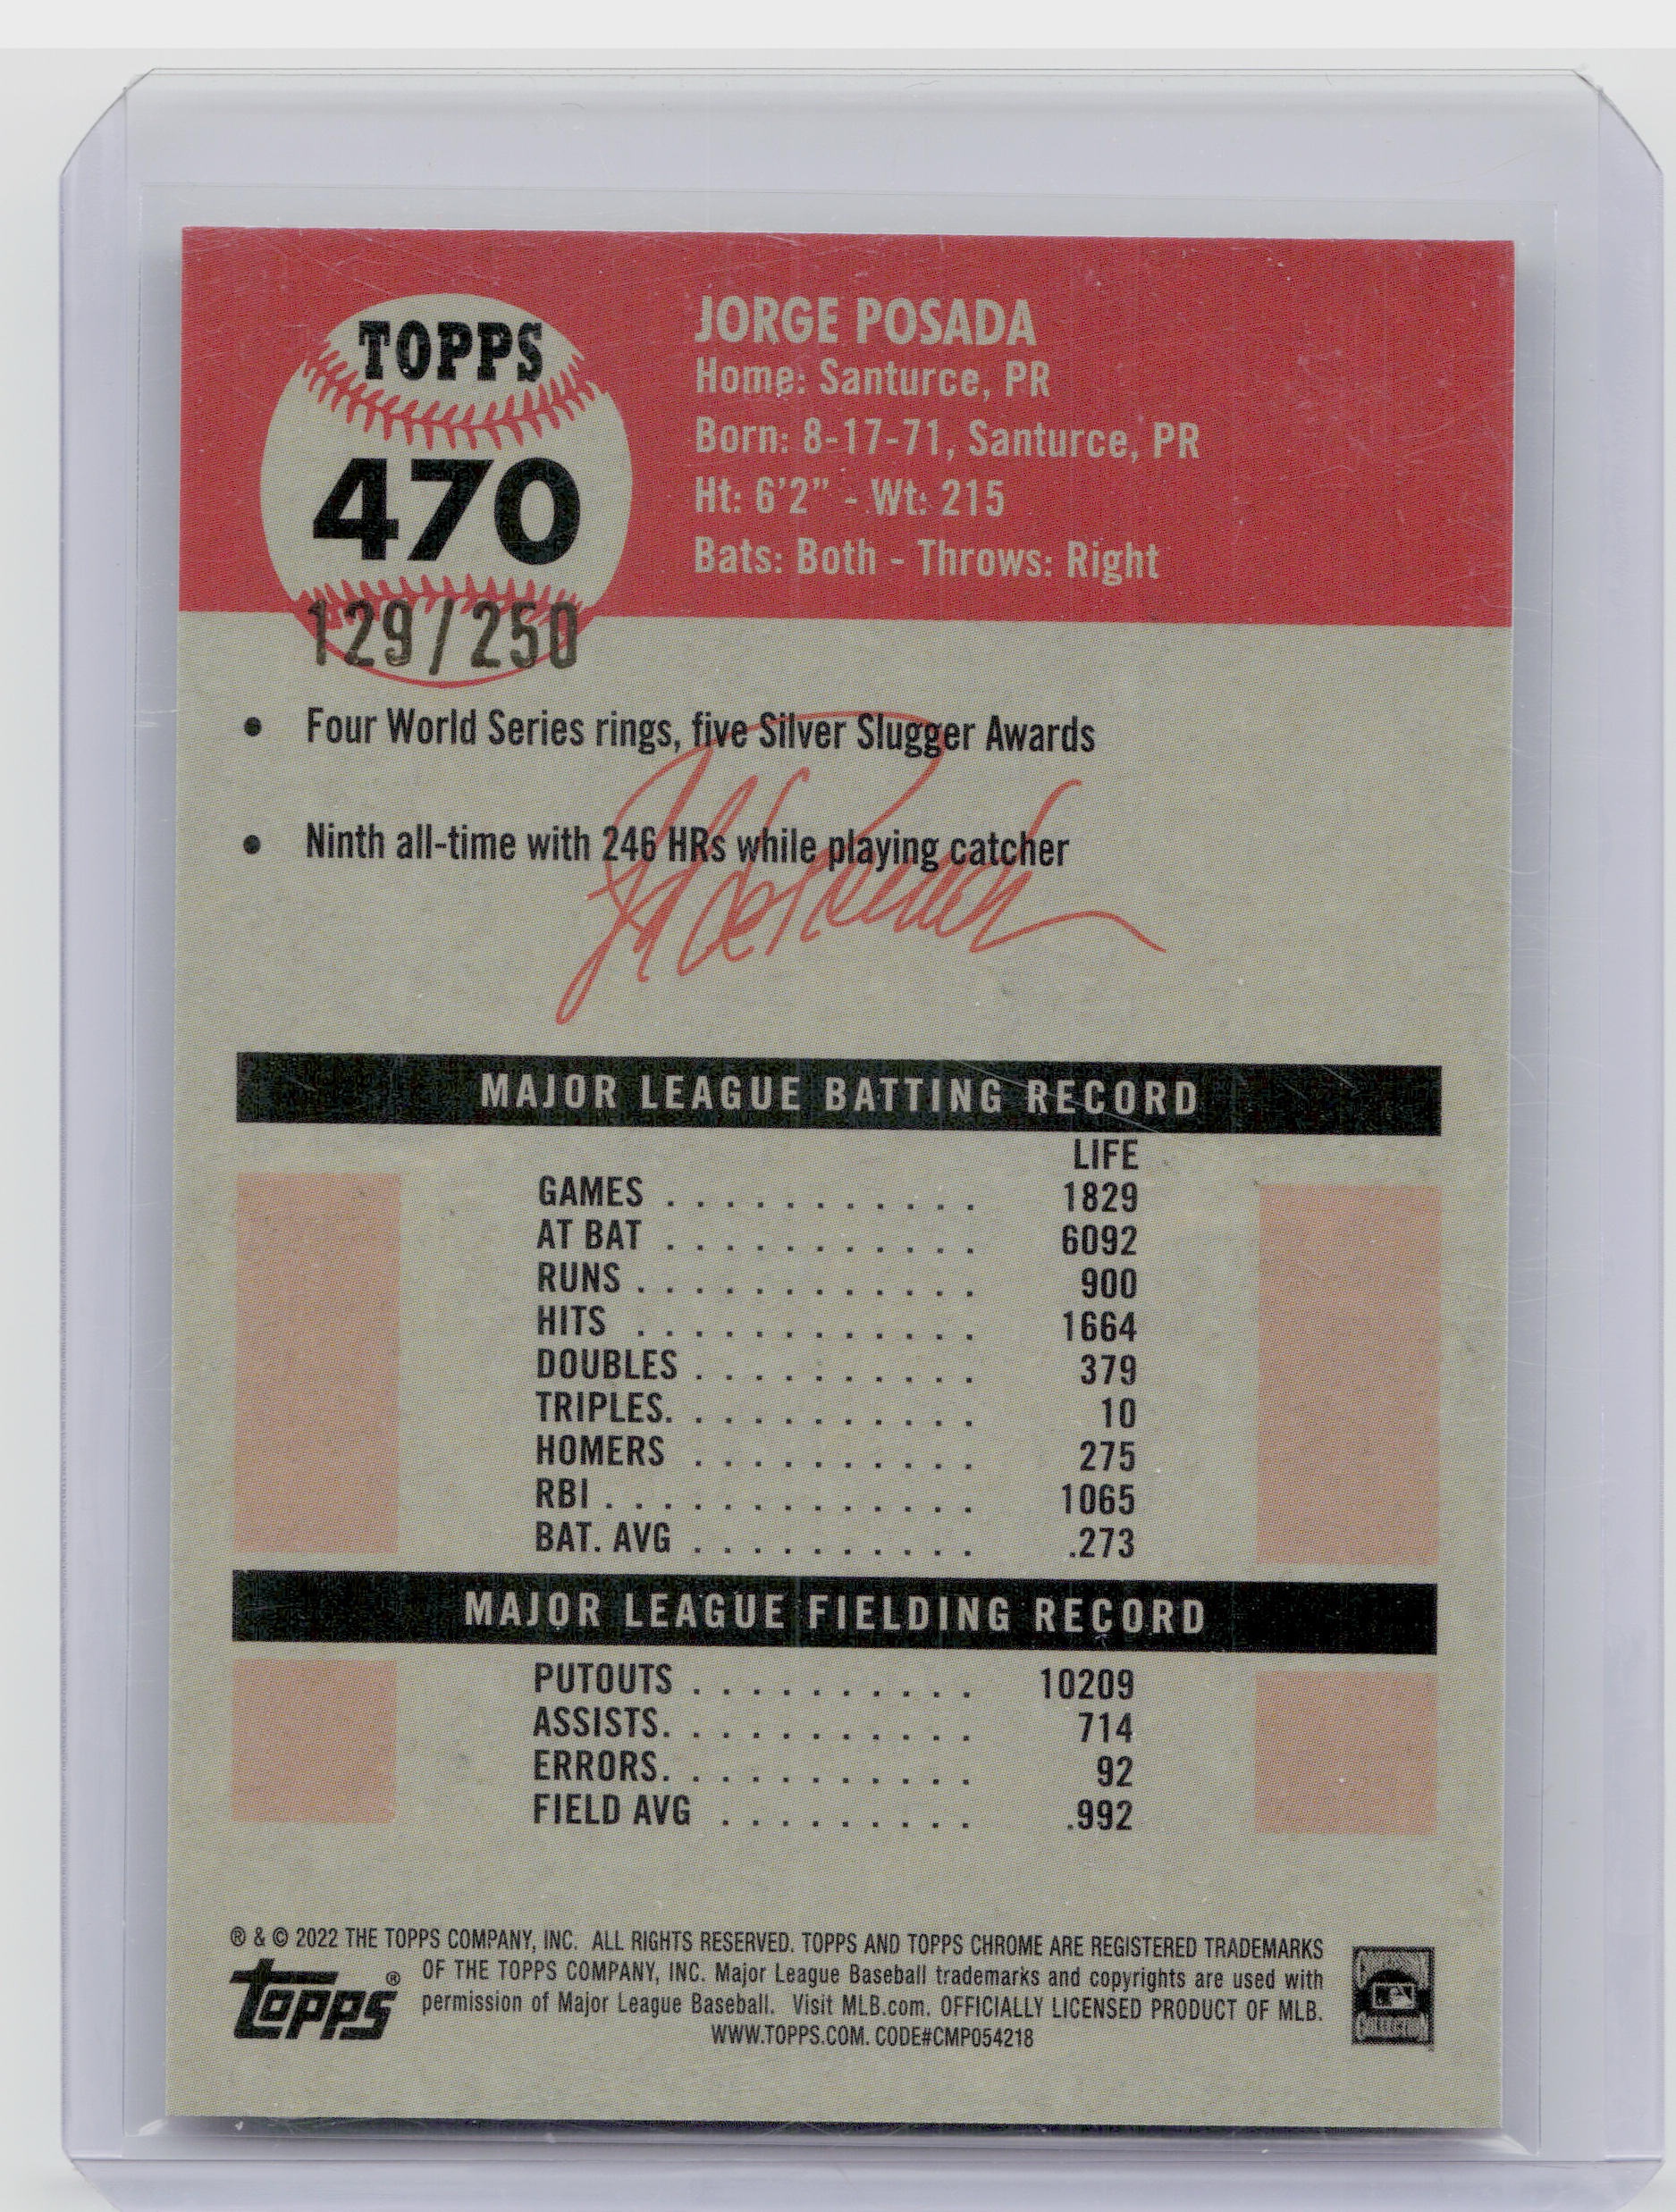 TOPPS
470
129/250
JORGE POSADA
Home: Santurce, PR
Born: 8-17-71, Santurce, PR
Ht: 6'2" - Wt: 215
Bats: Both - Throws: Right
• Four World Series rings, five Silver Slugger Awards
• Ninth all-time with 246 HRs while playing catcher
MAJOR LEAGUE BATTING RECORD
LIFE
GAMES . . . . . . . . . . . 1829
AT BAT . . . . . . . . . . . 6092
RUNS . . . . . . . . . . . . 900
HITS . . . . . . . . . . . . 1664
DOUBLES . . . . . . . . . . 379
TRIPLES. . . . . . . . . . . 10
HOMERS . . . . . . . . . . 275
RBI . . . . . . . . . . . . . 1065
BAT. AVG . . . . . . . . . . .273
MAJOR LEAGUE FIELDING RECORD
PUTOUTS . . . . . . . . . . 10209
ASSISTS. . . . . . . . . . . 714
ERRORS. . . . . . . . . . . 92
FIELD AVG . . . . . . . . . .992
® & © 2022 THE TOPPS COMPANY, INC. ALL RIGHTS RESERVED. TOPPS AND TOPPS CHROME ARE REGISTERED TRADEMARKS
OF THE TOPPS COMPANY, INC. Major League Baseball trademarks and copyrights are used with
permission of Major League Baseball. Visit MLB.com. OFFICIALLY LICENSED PRODUCT OF MLB.
WWW.TOPPS.COM. CODE#CMP054218
topps®
COLLECTION